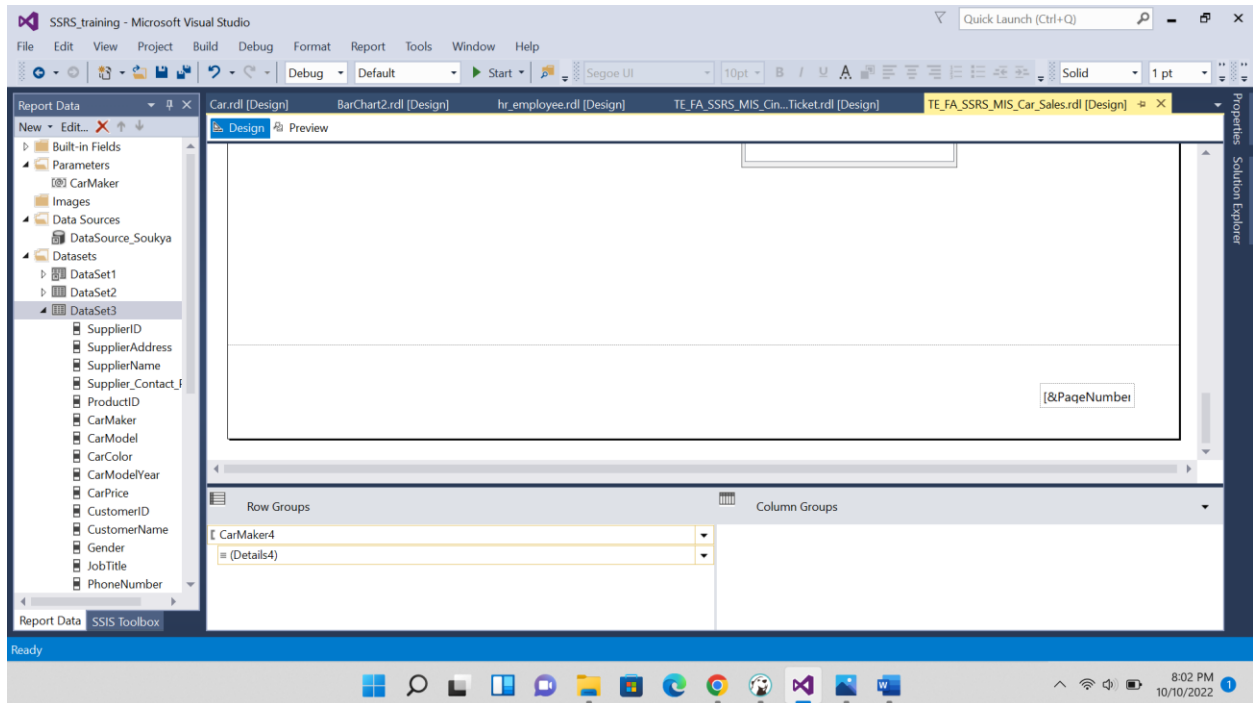 SSRS_training - Microsoft Visual Studio
Quick Launch (Ctrl+Q)
File Edit View Project Build Debug Format Report Tools Window Help
Debug Default Start Segoe UI 10pt B I U A Solid 1 pt
Report Data
Car.rdl [Design] BarChart2.rdl [Design] hr_employee.rdl [Design] TE_FA_SSRS_MIS_Cin...Ticket.rdl [Design] TE_FA_SSRS_MIS_Car_Sales.rdl [Design]
New Edit...
Design Preview
Built-in Fields
Parameters
[@] CarMaker
Images
Data Sources
DataSource_Soukya
Datasets
DataSet1
DataSet2
DataSet3
SupplierID
SupplierAddress
SupplierName
Supplier_Contact_
ProductID
CarMaker
CarModel
CarColor
CarModelYear
CarPrice
CustomerID
CustomerName
Gender
JobTitle
PhoneNumber
Report Data SSIS Toolbox
[&PageNumber
Row Groups
Column Groups
[ CarMaker4
≡ (Details4)
Properties
Solution Explorer
Ready
8:02 PM
10/10/2022
1